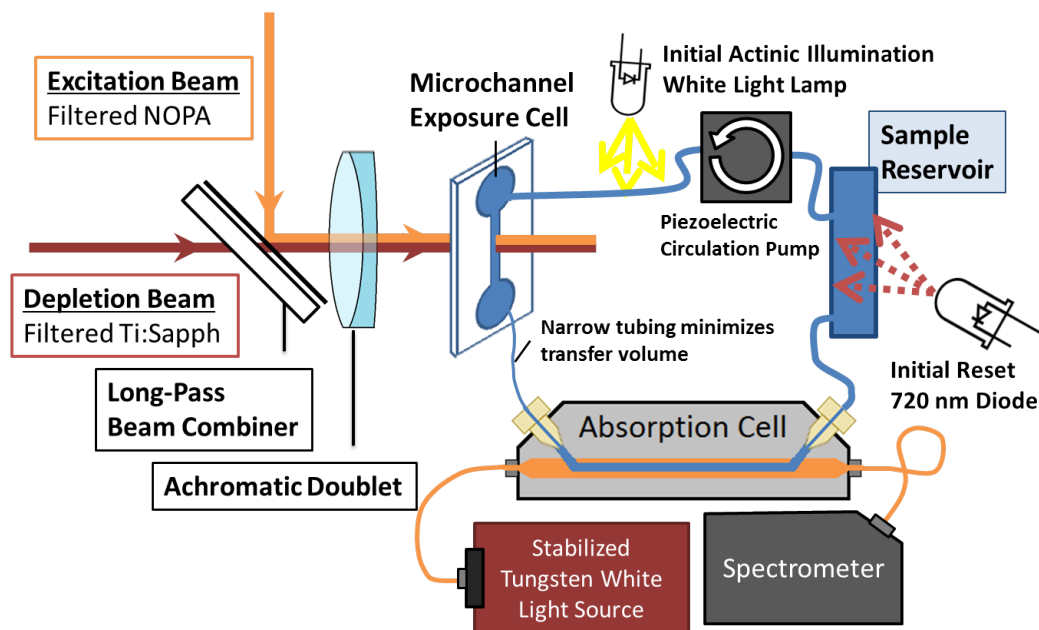 Excitation Beam
Filtered NOPA
Microchannel
Exposure Cell
Initial Actinic Illumination
White Light Lamp
Sample
Reservoir
Piezoelectric
Circulation Pump
Depletion Beam
Filtered Ti:Sapph
Narrow tubing minimizes
transfer volume
Initial Reset
720 nm Diode
Long-Pass
Beam Combiner
Absorption Cell
Achromatic Doublet
Stabilized
Tungsten White
Light Source
Spectrometer